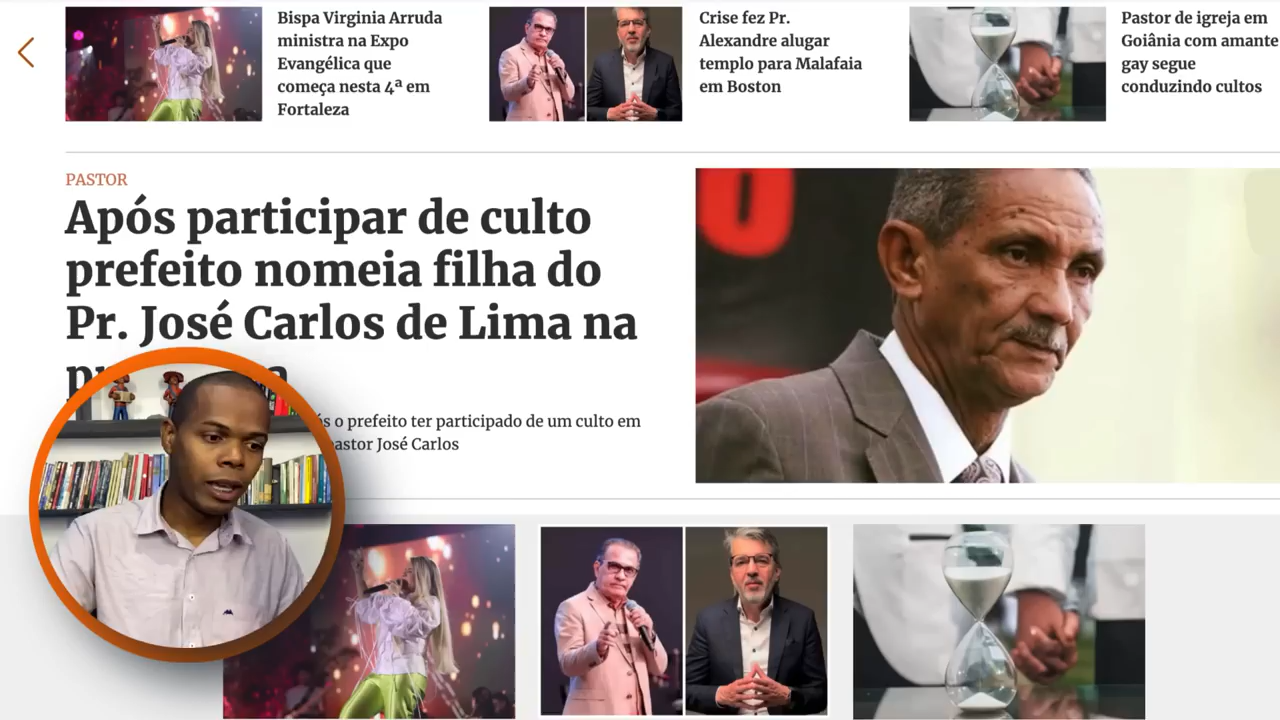 Bispa Virginia Arruda
ministra na Expo
Evangélica que
começa nesta 4ª em
Fortaleza
Crise fez Pr.
Alexandre alugar
templo para Malafaia
em Boston
Pastor de igreja em
Goiânia com amante
gay segue
conduzindo cultos
PASTOR
Após participar de culto
prefeito nomeia filha do
Pr. José Carlos de Lima na
o prefeito ter participado de um culto em
pastor José Carlos